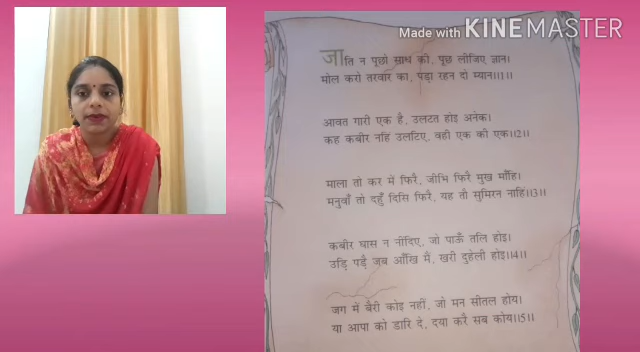 Made with KINEMASTER
जाति न पूछो साध की, पूछ लीजिए ज्ञान।
मोल करो तरवार का, पड़ा रहन दो म्यान।।1।।
आवत गारी एक है, उलटत होइ अनेक।
कह कबीर नहिं उलटिए, वही एक की एक।।2।।
माला तो कर में फिरै, जीभि फिरै मुख माँहि।
मनुवाँ तो दहुँ दिसि फिरै, यह तौ सुमिरन नाहिं।।3।।
कबीर घास न नींदिए, जो पाऊँ तलि होइ।
उड़ि पड़ै जब आँखि मैं, खरी दुहेली होइ।।4।।
जग में बैरी कोइ नहीं, जो मन सीतल होय।
या आपा को डारि दे, दया करै सब कोय।।5।।